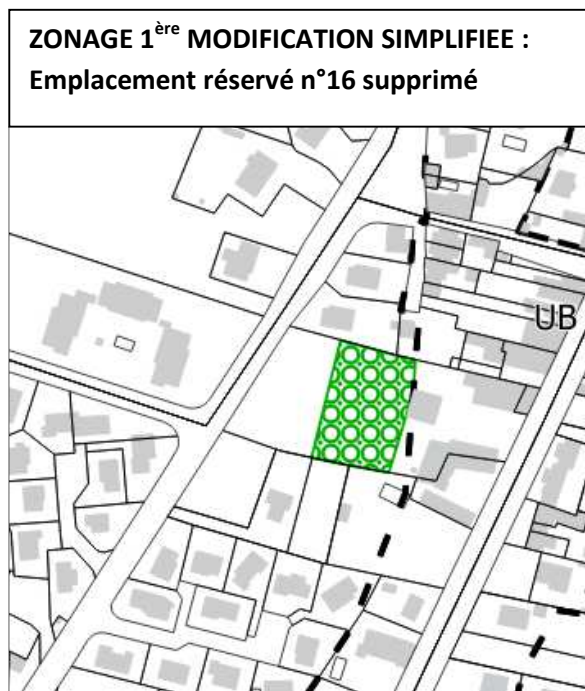 ZONAGE 1ère MODIFICATION SIMPLIFIEE :
Emplacement réservé n°16 supprimé
UB